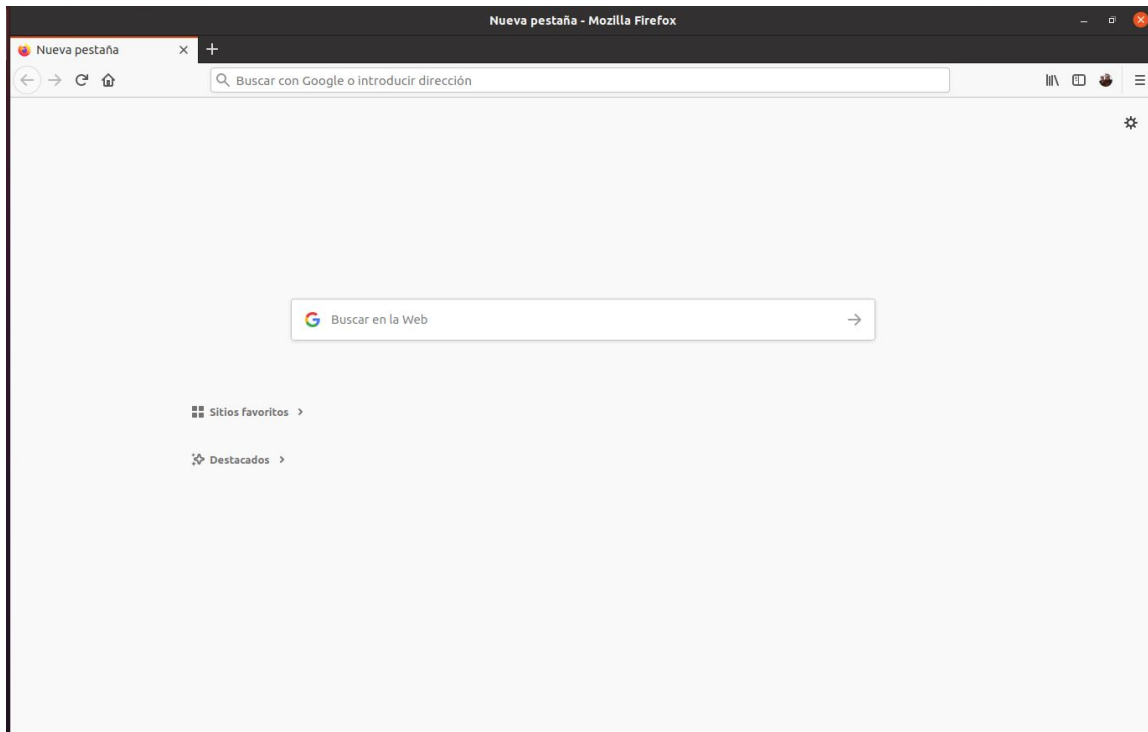 Nueva pestaña - Mozilla Firefox
Nueva pestaña
Buscar con Google o introducir dirección
Buscar en la Web
Sitios favoritos
Destacados